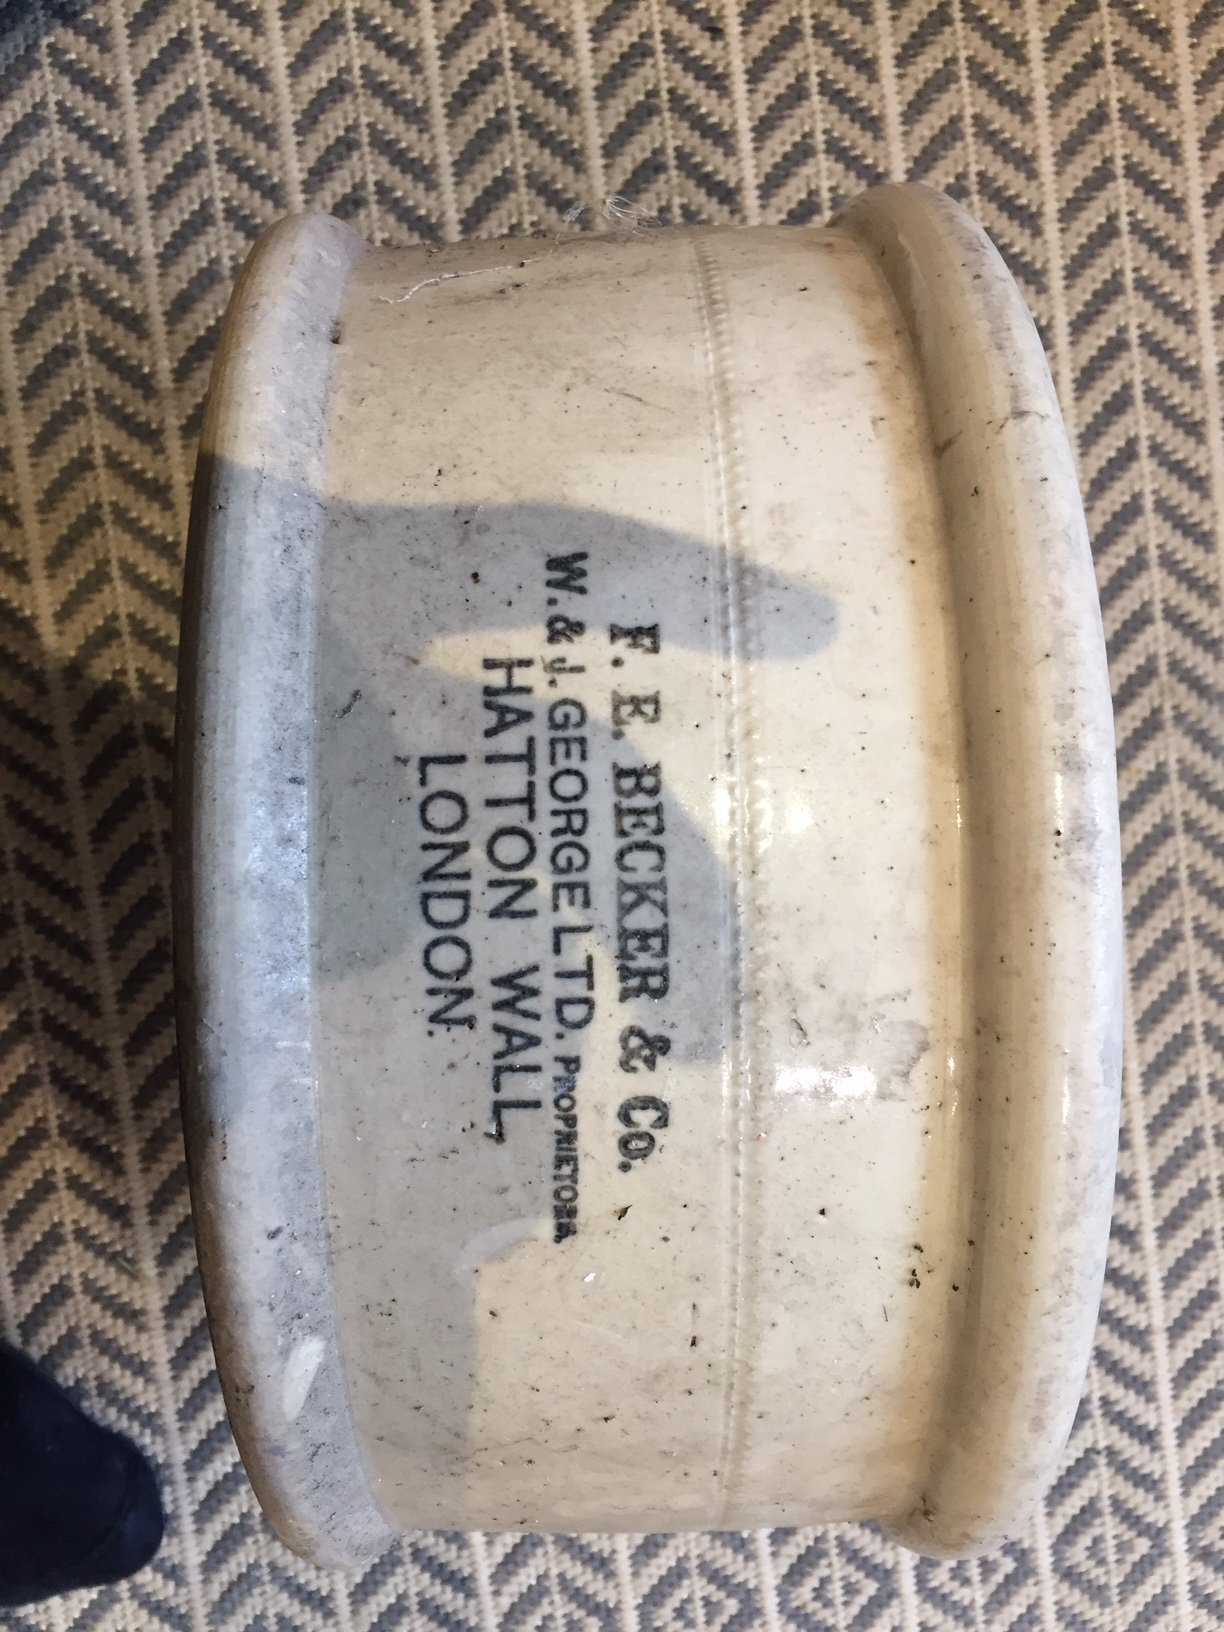 F. E. BECKER & Co.
W. & J. GEORGE LTD. PROPRIETORS.
HATTON WALL,
LONDON.